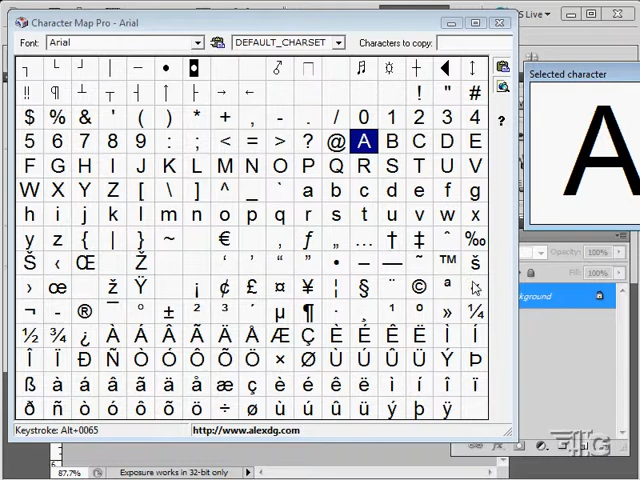 Character Map Pro - Arial
S Live
Font: Arial DEFAULT_CHARSET Characters to copy:
┐ └ ┘ │ ─ • ◘ ♂ ♬ ☼ ┼ ◄ ↕
‼ ¶ ┴ ┬ ┤ ↑ ├ → ← ! " #
$ % & ' ( ) * + , - . / 0 1 2 3 4
5 6 7 8 9 : ; < = > ? @ A B C D E
F G H I J K L M N O P Q R S T U V
W X Y Z [ \ ] ^ _ ` a b c d e f g
h i j k l m n o p q r s t u v w x
y z { | } ~ € ‚ ƒ „ … † ‡ ˆ ‰
Š ‹ Œ Ž ‘ ’ “ ” • – — ˜ ™ š
› œ ž Ÿ ¡ ¢ £ ¤ ¥ ¦ § ¨ © ª
¬ - ® ¯ ° ± ² ³ ´ µ ¶ · ¸ ¹ º » ¼
½ ¾ ¿ À Á Â Ã Ä Å Æ Ç È É Ê Ë Ì Í
Î Ï Ð Ñ Ò Ó Ô Õ Ö × Ø Ù Ú Û Ü Ý Þ
ß à á â ã ä å æ ç è é ê ë ì í î ï
ð ñ ò ó ô õ ö ÷ ø ù ú û ü ý þ ÿ
Keystroke: Alt+0065 http://www.alexdg.com
Selected character
A
Opacity: 100%
Fill: 100%
ckground
87.7% Exposure works in 32-bit only